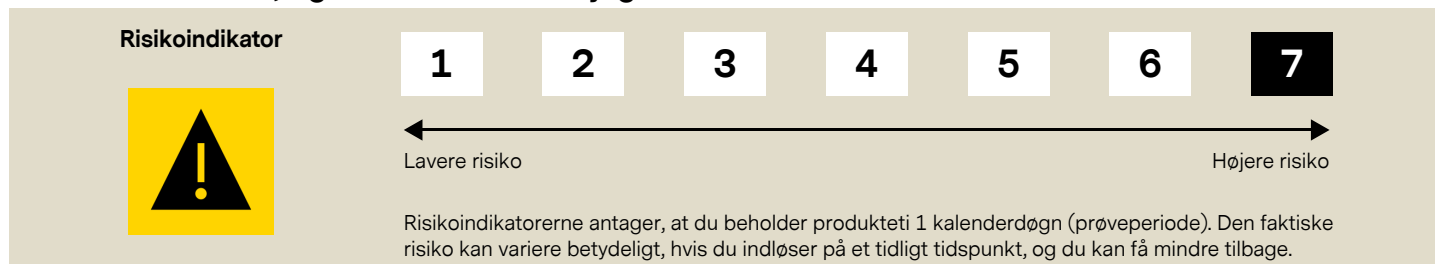 Risikoindikator
1 2 3 4 5 6 7
Lavere risiko Højere risiko
Risikoindikatorerne antager, at du beholder produkteti 1 kalenderdøgn (prøveperiode). Den faktiske
risiko kan variere betydeligt, hvis du indløser på et tidligt tidspunkt, og du kan få mindre tilbage.